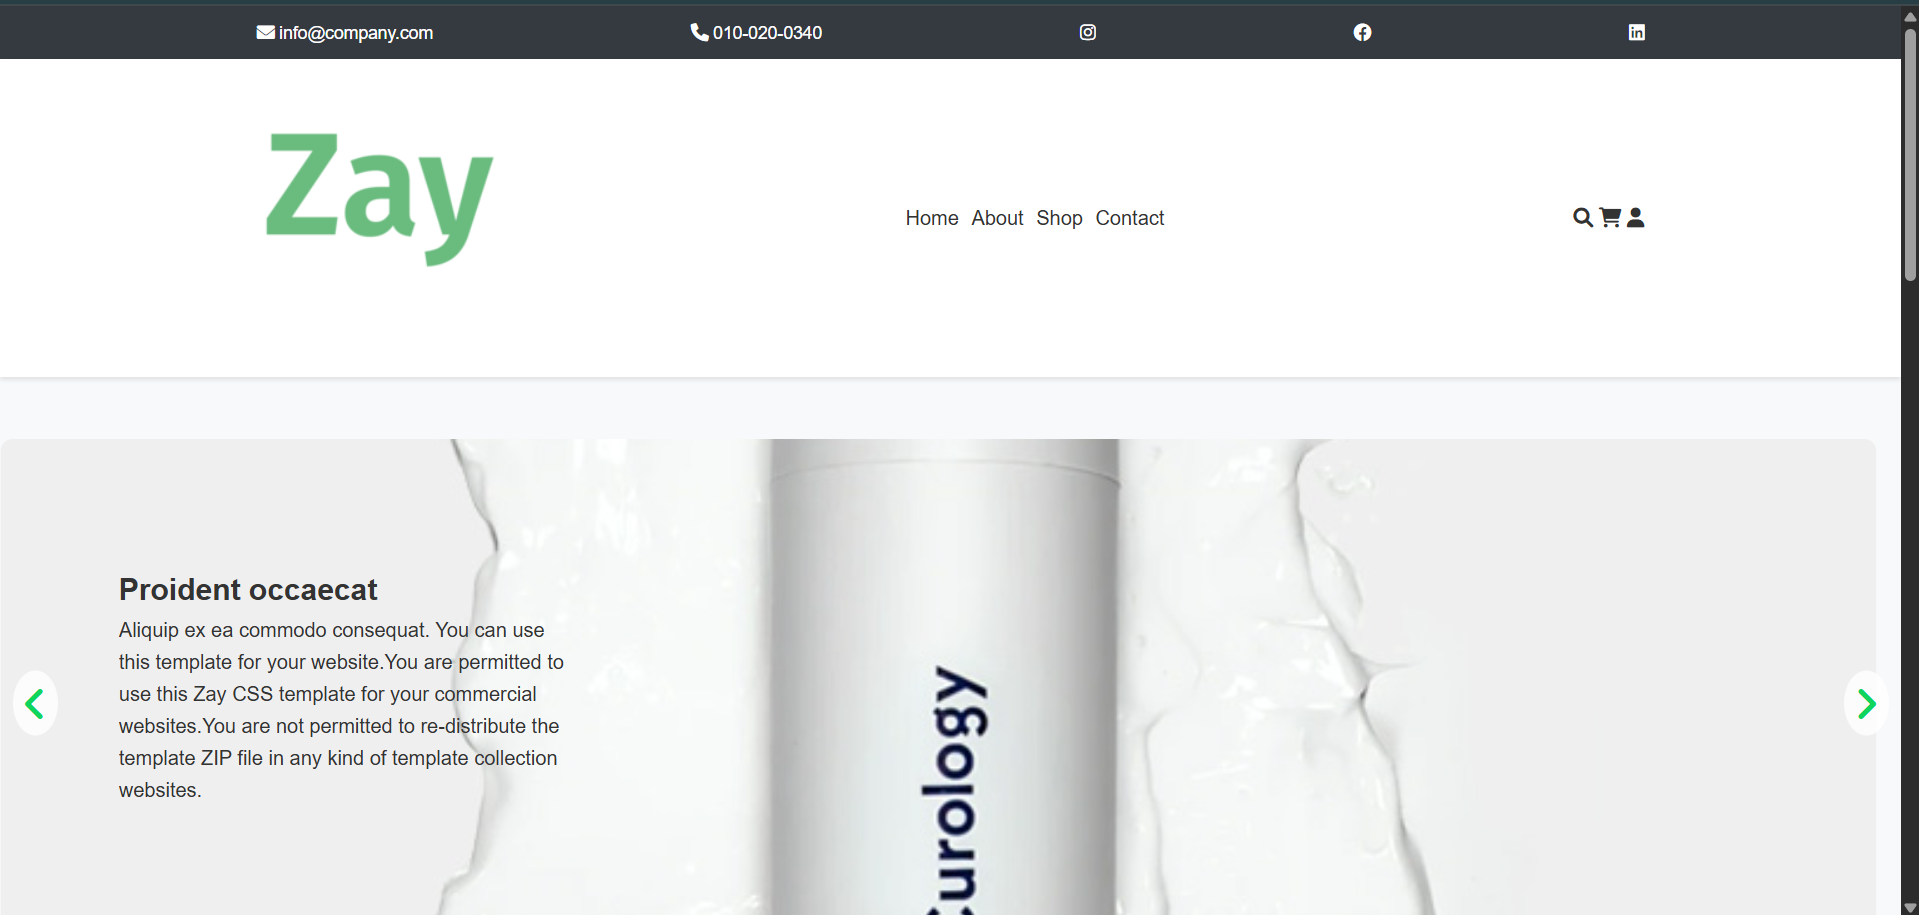 info@company.com
010-020-0340
Zay
Home About Shop Contact
Proident occaecat
Aliquip ex ea commodo consequat. You can use
this template for your website.You are permitted to
use this Zay CSS template for your commercial
websites.You are not permitted to re-distribute the
template ZIP file in any kind of template collection
websites.
Curology